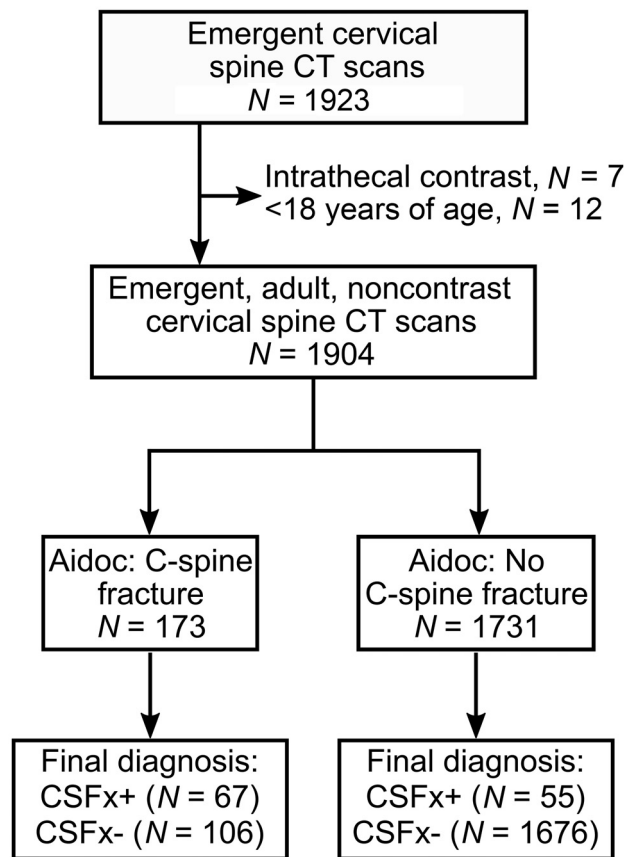 Emergent cervical
spine CT scans
N = 1923
Intrathecal contrast, N = 7
<18 years of age, N = 12
Emergent, adult, noncontrast
cervical spine CT scans
N = 1904
Aidoc: C-spine
fracture
N = 173
Aidoc: No
C-spine fracture
N = 1731
Final diagnosis:
CSFx+ (N = 67)
CSFx- (N = 106)
Final diagnosis:
CSFx+ (N = 55)
CSFx- (N = 1676)